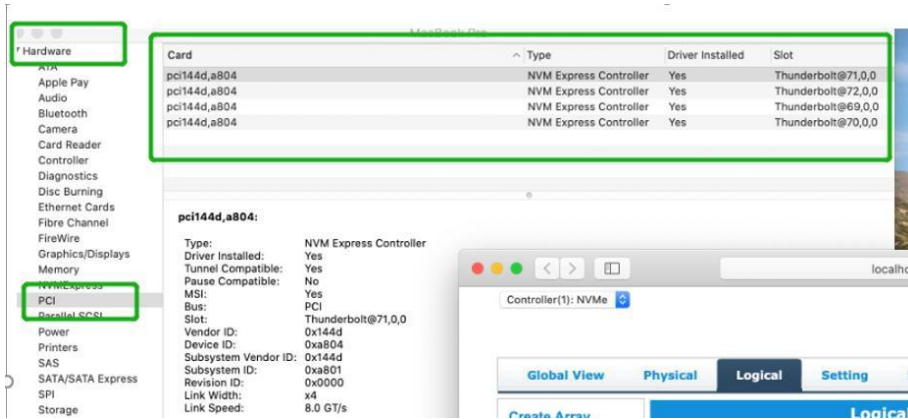 MacBook Pro
Hardware
ATA
Apple Pay
Audio
Bluetooth
Camera
Card Reader
Controller
Diagnostics
Disc Burning
Ethernet Cards
Fibre Channel
FireWire
Graphics/Displays
Memory
NVMExpress
PCI
Parallel SCSI
Power
Printers
SAS
SATA/SATA Express
SPI
Storage
Card Type Driver Installed Slot
pci144d,a804 NVM Express Controller Yes Thunderbolt@71,0,0
pci144d,a804 NVM Express Controller Yes Thunderbolt@72,0,0
pci144d,a804 NVM Express Controller Yes Thunderbolt@69,0,0
pci144d,a804 NVM Express Controller Yes Thunderbolt@70,0,0
pci144d,a804:
Type: NVM Express Controller
Driver Installed: Yes
Tunnel Compatible: Yes
Pause Compatible: No
MSI: Yes
Bus: PCI
Slot: Thunderbolt@71,0,0
Vendor ID: 0x144d
Device ID: 0xa804
Subsystem Vendor ID: 0x144d
Subsystem ID: 0xa801
Revision ID: 0x0000
Link Width: x4
Link Speed: 8.0 GT/s
localho
Controller(1): NVMe
Global View Physical Logical Setting
Create Array
Logica